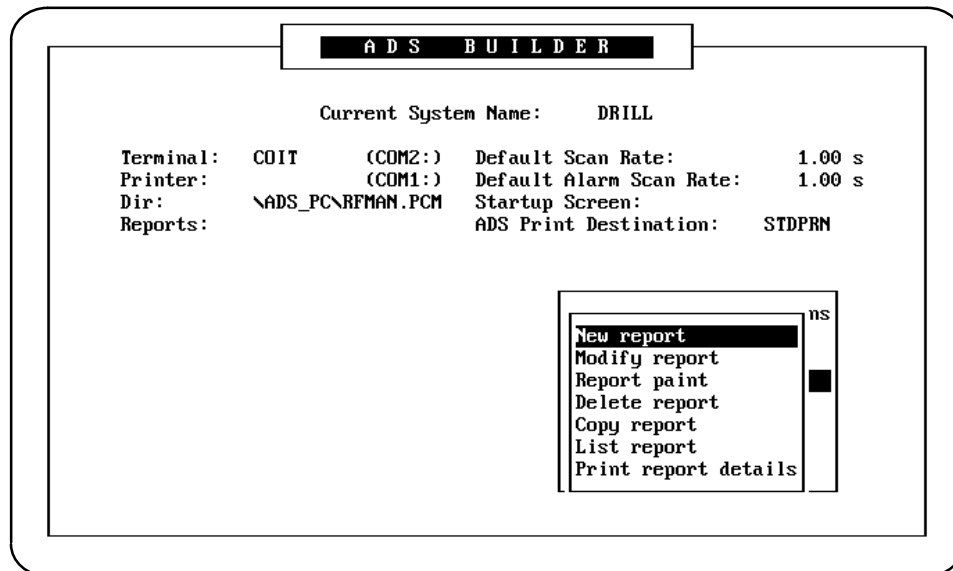 ADS BUILDER
Current System Name: DRILL
Terminal: COIT (COM2:) Default Scan Rate: 1.00 s
Printer: (COM1:) Default Alarm Scan Rate: 1.00 s
Dir: \ADS_PC\RFMAN.PCM Startup Screen:
Reports: ADS Print Destination: STDPRN
ns
New report
Modify report
Report paint
Delete report
Copy report
List report
Print report details